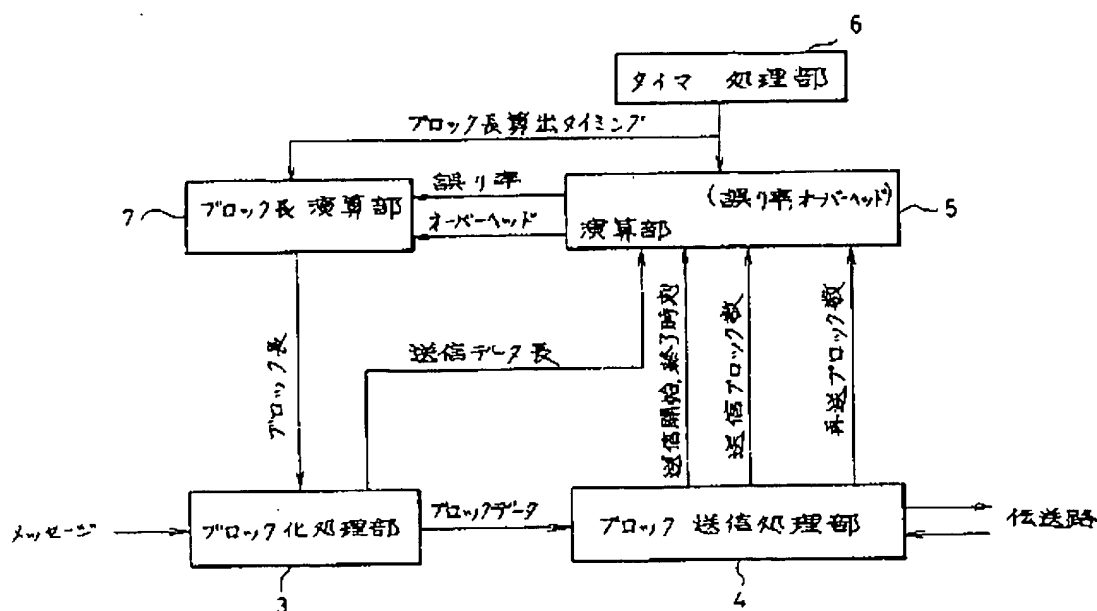 6
タイマ 処理部
ブロック長算出タイミング
7
ブロック長演算部
誤り率
オーバーヘッド
(誤り率,オーバーヘッド)
演算部
5
ブロック長
送信データ長
送信開始,終了時刻
送信ブロック数
再送ブロック数
メッセージ
ブロック化処理部
ブロックデータ
ブロック 送信処理部
伝送路
3
4